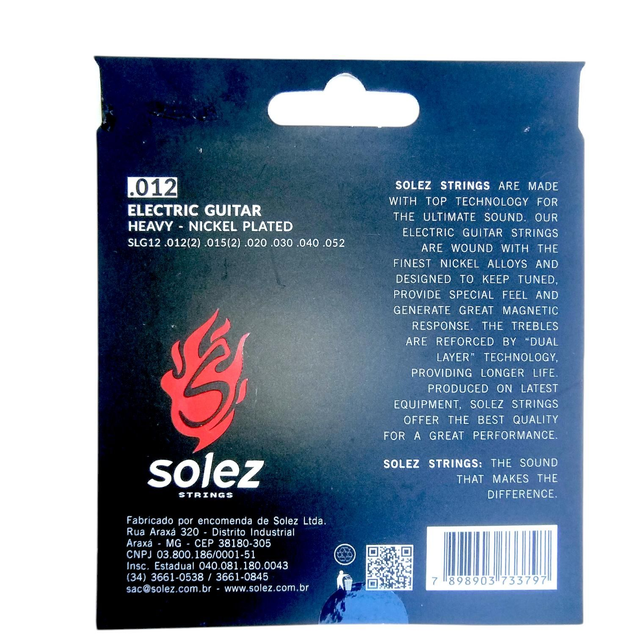 .012
ELECTRIC GUITAR
HEAVY - NICKEL PLATED
SLG12 .012(2) .015(2) .020 .030 .040 .052
SOLEZ STRINGS ARE MADE
WITH TOP TECHNOLOGY FOR
THE ULTIMATE SOUND. OUR
ELECTRIC GUITAR STRINGS
ARE WOUND WITH THE
FINEST NICKEL ALLOYS AND
DESIGNED TO KEEP TUNED,
PROVIDE SPECIAL FEEL AND
GENERATE GREAT MAGNETIC
RESPONSE. THE TREBLES
ARE REFORCED BY "DUAL
LAYER" TECHNOLOGY,
PROVIDING LONGER LIFE.
PRODUCED ON LATEST
EQUIPMENT, SOLEZ STRINGS
OFFER THE BEST QUALITY
FOR A GREAT PERFORMANCE.
SOLEZ STRINGS: THE SOUND
THAT MAKES THE
DIFFERENCE.
solez
STRINGS
Fabricado por encomenda de Solez Ltda.
Rua Araxá 320 - Distrito Industrial
Araxá - MG - CEP 38180-305
CNPJ 03.800.186/0001-51
Insc. Estadual 040.081.180.0043
(34) 3661-0538 / 3661-0845
sac@solez.com.br - www.solez.com.br
7 898903 733797